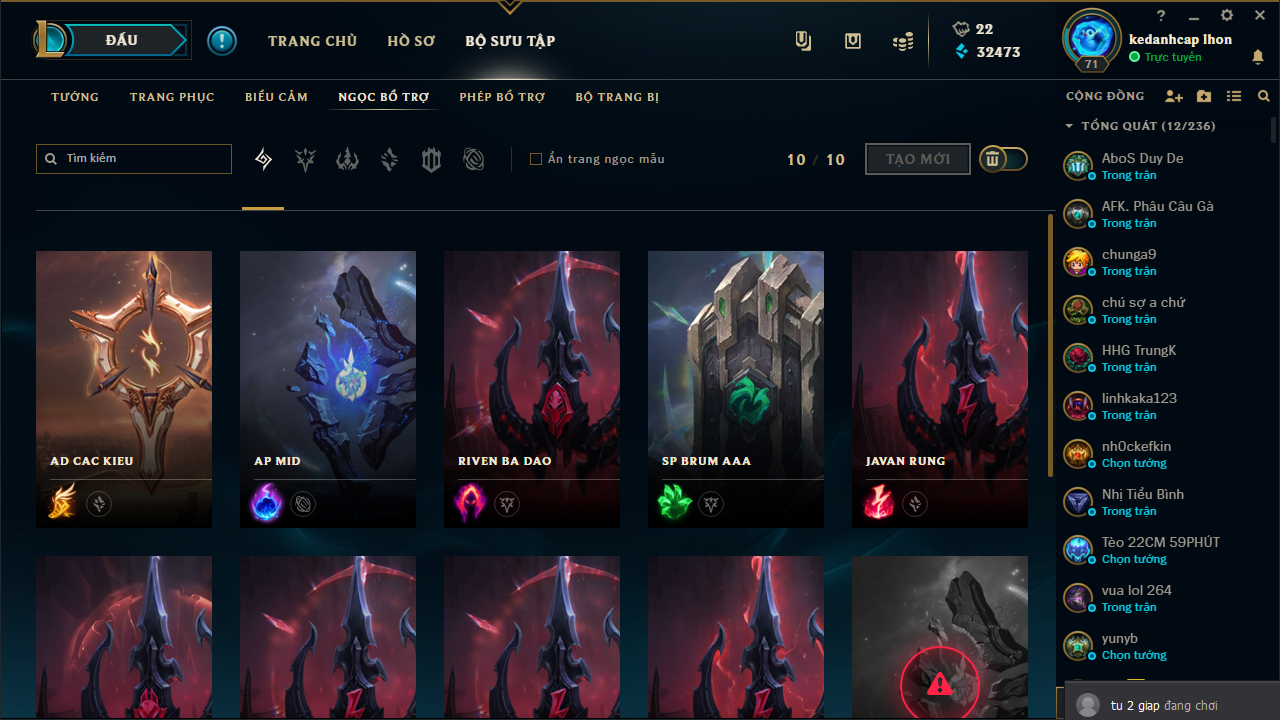 ĐẤU
!
TRANG CHỦ
HỒ SƠ
BỘ SƯU TẬP
22
32474
71
kedanhcap lhon
Trực tuyến
TƯỚNG
TRANG PHỤC
BIỂU CẢM
NGỌC BỔ TRỢ
PHÉP BỔ TRỢ
BỘ TRANG BỊ
Tìm kiếm
Ẩn trang ngọc mẫu
10 / 10
TẠO MỚI
AD CAC KIEU
AP MID
RIVEN BA DAO
SP BRUM AAA
JAVAN RUNG
CỘNG ĐỒNG
TỔNG QUÁT (12/236)
AboS Duy De
Trong trận
AFK. Phâu Câu Gà
Trong trận
chunga9
Trong trận
chú sợ a chứ
Trong trận
HHG TrungK
Trong trận
linhkaka123
Trong trận
nh0ckefkin
Chọn tướng
Nhị Tiểu Bình
Trong trận
Tèo 22CM 59PHÚT
Chọn tướng
vua lol 264
Trong trận
yunyb
Chọn tướng
tu 2 giap đang chơi